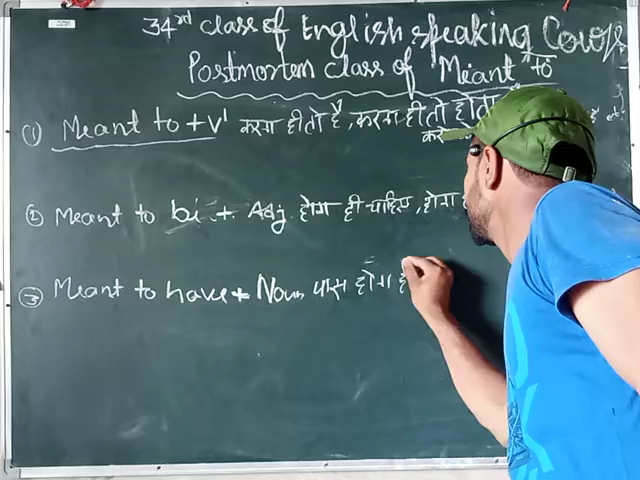 34rd class of English speaking Cours
Postmortem class of "Meant to
(1) Meant to + V¹ करना ही तो है, करना ही तो होता
② Meant to be + Adj. होना ही चाहिए, होना
③ Meant to have + Noun पास होना